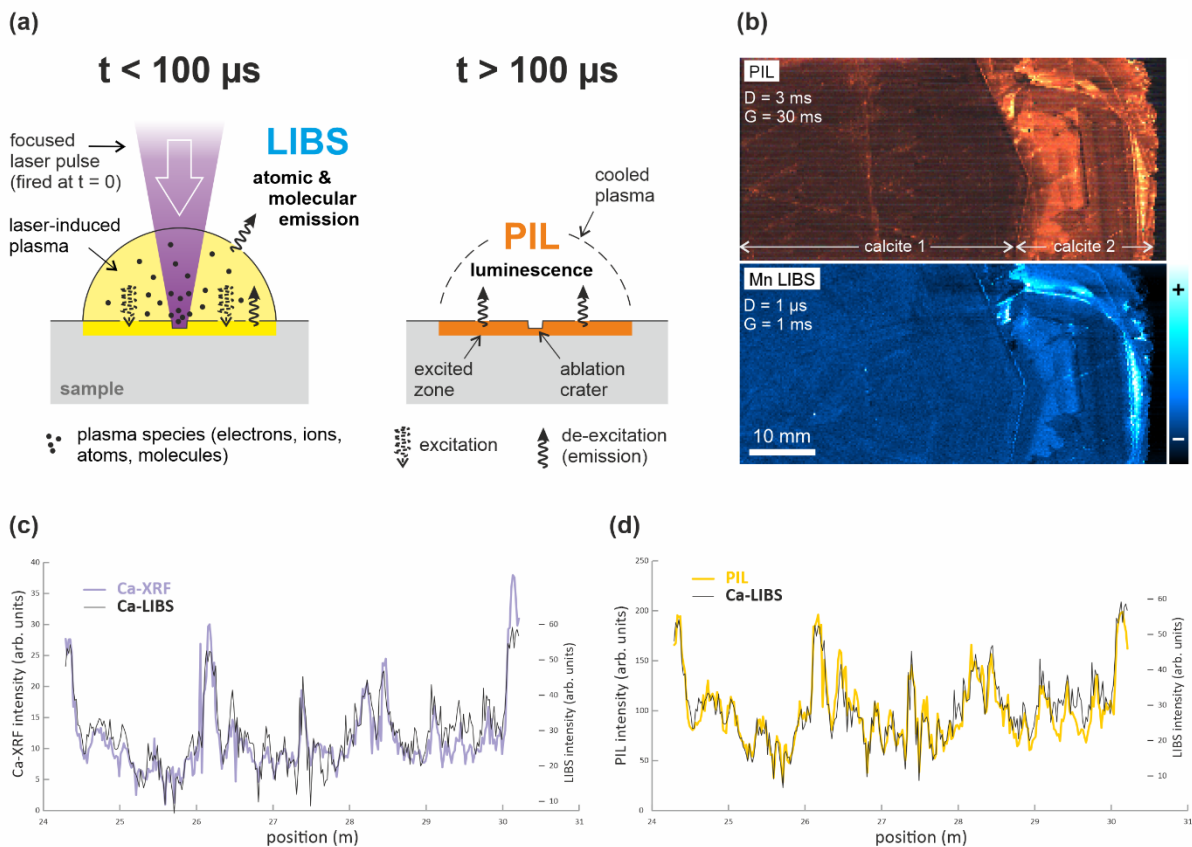 (a)
t < 100 µs
t > 100 µs
focused
laser pulse
(fired at t = 0)
LIBS
atomic &
molecular
emission
laser-induced
plasma
sample
cooled
plasma
PIL
luminescence
excited
zone
ablation
crater
plasma species (electrons, ions,
atoms, molecules)
excitation
de-excitation
(emission)
(b)
PIL
D = 3 ms
G = 30 ms
calcite 1
calcite 2
Mn LIBS
D = 1 µs
G = 1 ms
10 mm
+
−
(c)
Ca-XRF
Ca-LIBS
Ca-XRF intensity (arb. units)
40
35
30
25
20
15
10
5
0
24
25
26
27
28
29
30
31
position (m)
60
50
40
30
20
10
LIBS intensity (arb. units)
(d)
PIL
Ca-LIBS
PIL intensity (arb. units)
250
200
150
100
50
0
24
25
26
27
28
29
30
31
position (m)
60
50
40
30
20
10
LIBS intensity (arb. units)